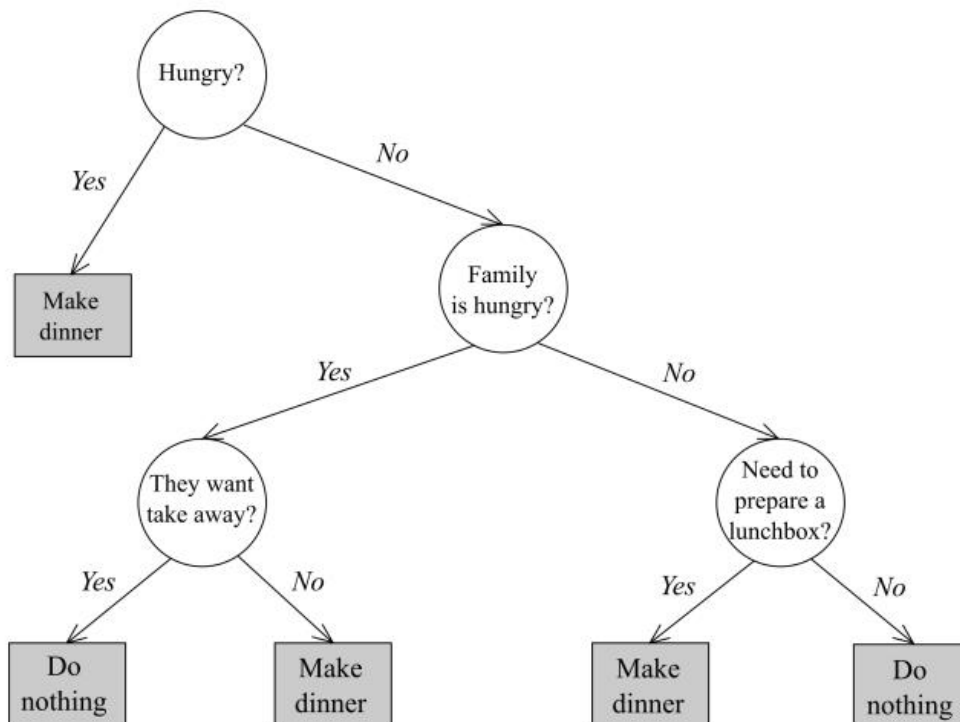 Hungry?
Yes
No
Make
dinner
Family
is hungry?
Yes
No
They want
take away?
Need to
prepare a
lunchbox?
Yes
No
Yes
No
Do
nothing
Make
dinner
Make
dinner
Do
nothing